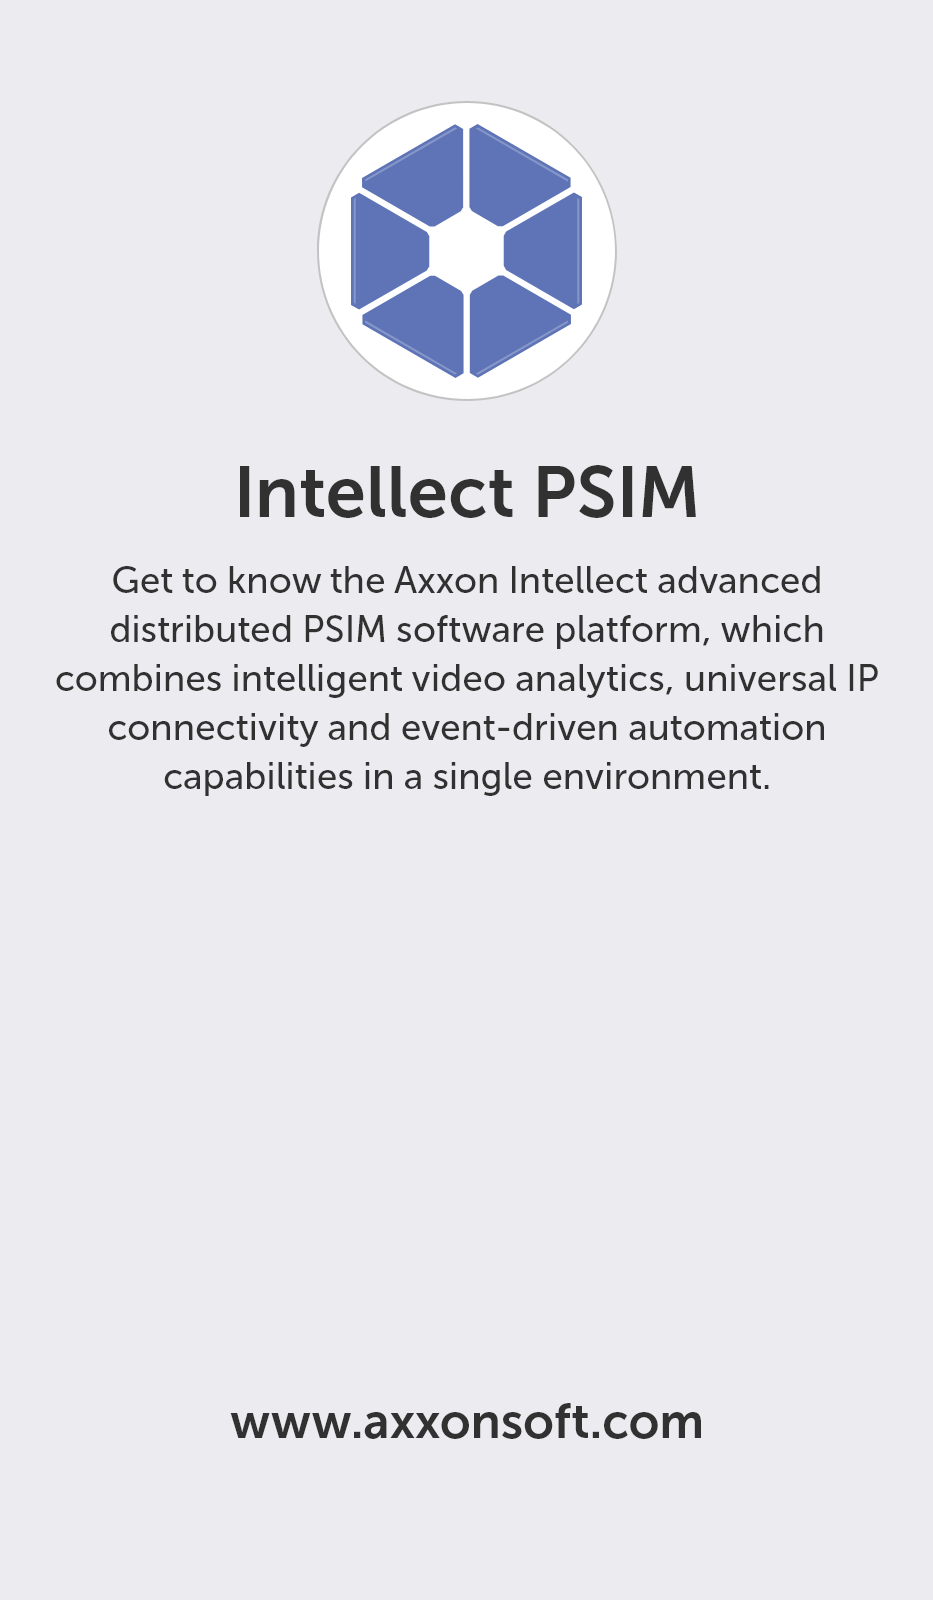 Intellect PSIM
Get to know the Axxon Intellect advanced
distributed PSIM software platform, which
combines intelligent video analytics, universal IP
connectivity and event-driven automation
capabilities in a single environment.
www.axxonsoft.com